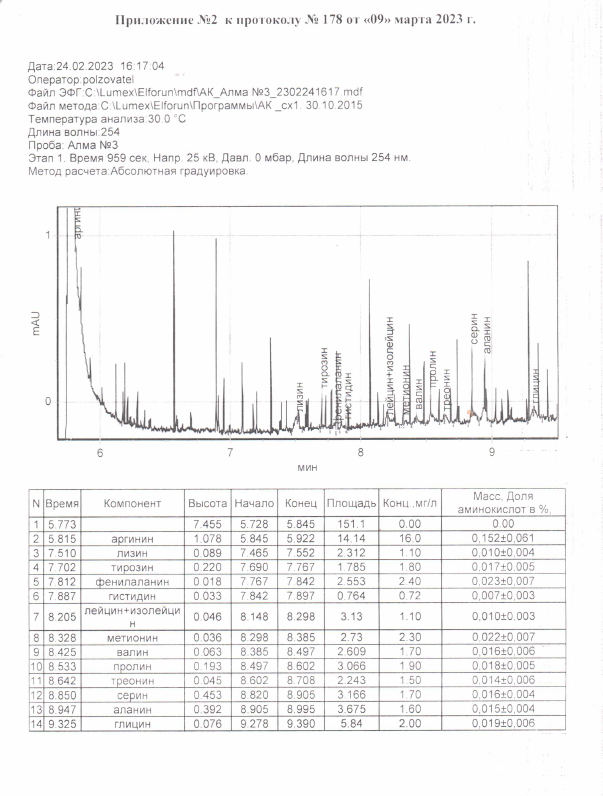 Приложение №2 к протоколу № 178 от «09» марта 2023 г.
Дата:24.02.2023 16:17:04
Оператор:polzovatel
Файл ЭФГ:C:\Lumex\Elforun\mdf\АК_Алма №3_2302241617.mdf
Файл метода:C:\Lumex\Elforun\Программы\АК _сх1. 30.10.2015
Температура анализа:30.0 °C
Длина волны:254
Проба: Алма №3
Этап 1. Время 959 сек, Напр. 25 кВ, Давл. 0 мбар, Длина волны 254 нм.
Метод расчета:Абсолютная градуировка.
1
0
mAU
аргинин
лизин
тирозин
фенилаланин
гистидин
лейцин+изолейцин
метионин
валин
пролин
треонин
серин
аланин
глицин
6 7 8 9
мин
N Время Компонент Высота Начало Конец Площадь Конц.,мг/л Масс. Доля аминокислот в %.
1 5.773 7.455 5.728 5.845 151.1 0.00 0.00
2 5.815 аргинин 1.078 5.845 5.922 14.14 16.0 0,152±0,061
3 7.510 лизин 0.089 7.465 7.552 2.312 1.10 0,010±0,004
4 7.702 тирозин 0.220 7.690 7.767 1.785 1.80 0,017±0,005
5 7.812 фенилаланин 0.018 7.767 7.842 2.553 2.40 0,023±0,007
6 7.887 гистидин 0.033 7.842 7.897 0.764 0.72 0,007±0,003
7 8.205 лейцин+изолейцин 0.046 8.148 8.298 3.13 1.10 0,010±0,003
8 8.328 метионин 0.036 8.298 8.385 2.73 2.30 0,022±0,007
9 8.425 валин 0.063 8.385 8.497 2.609 1.70 0,016±0,006
10 8.533 пролин 0.193 8.497 8.602 3.066 1.90 0,018±0,005
11 8.642 треонин 0.045 8.602 8.708 2.243 1.50 0,014±0,006
12 8.850 серин 0.453 8.820 8.905 3.166 1.70 0,016±0,004
13 8.947 аланин 0.392 8.905 8.995 3.675 1.60 0,015±0,004
14 9.325 глицин 0.076 9.278 9.390 5.84 2.00 0,019±0,006